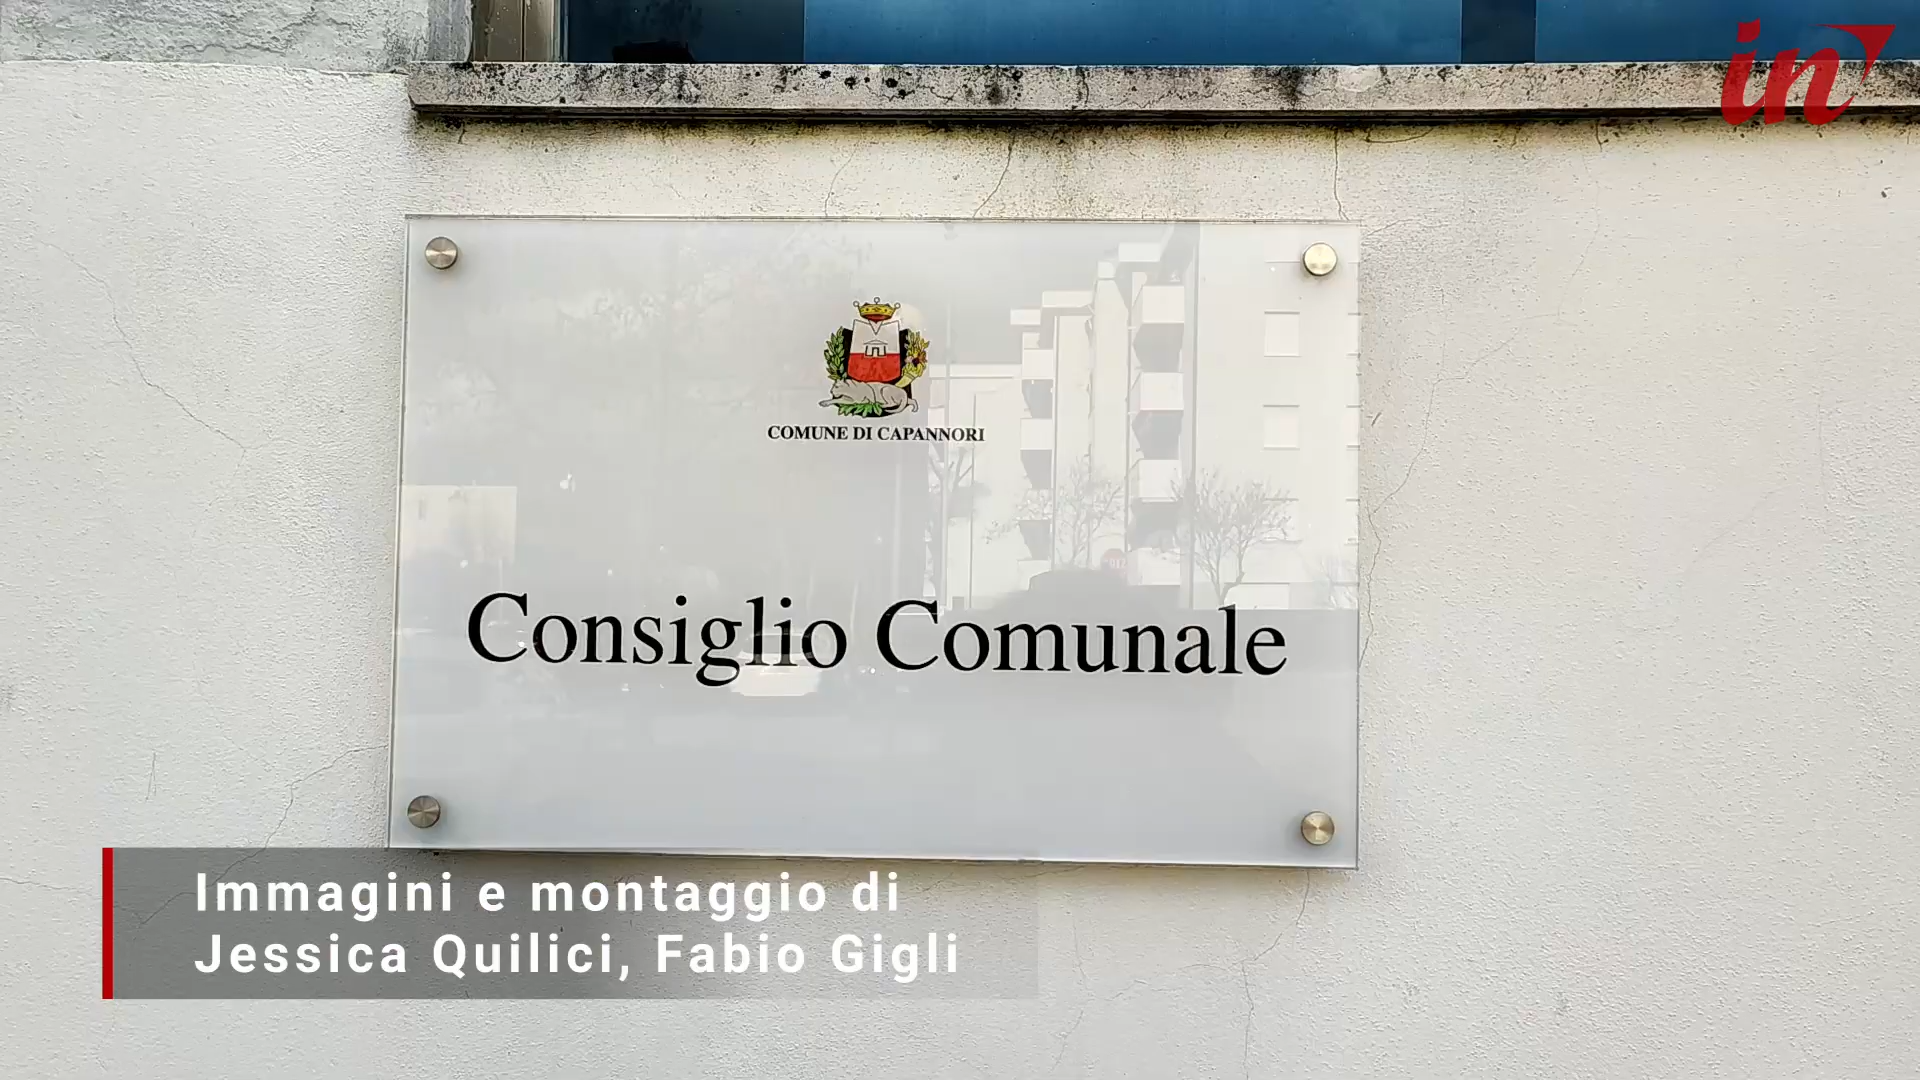 in
COMUNE DI CAPANNORI
Consiglio Comunale
Immagini e montaggio di
Jessica Quilici, Fabio Gigli